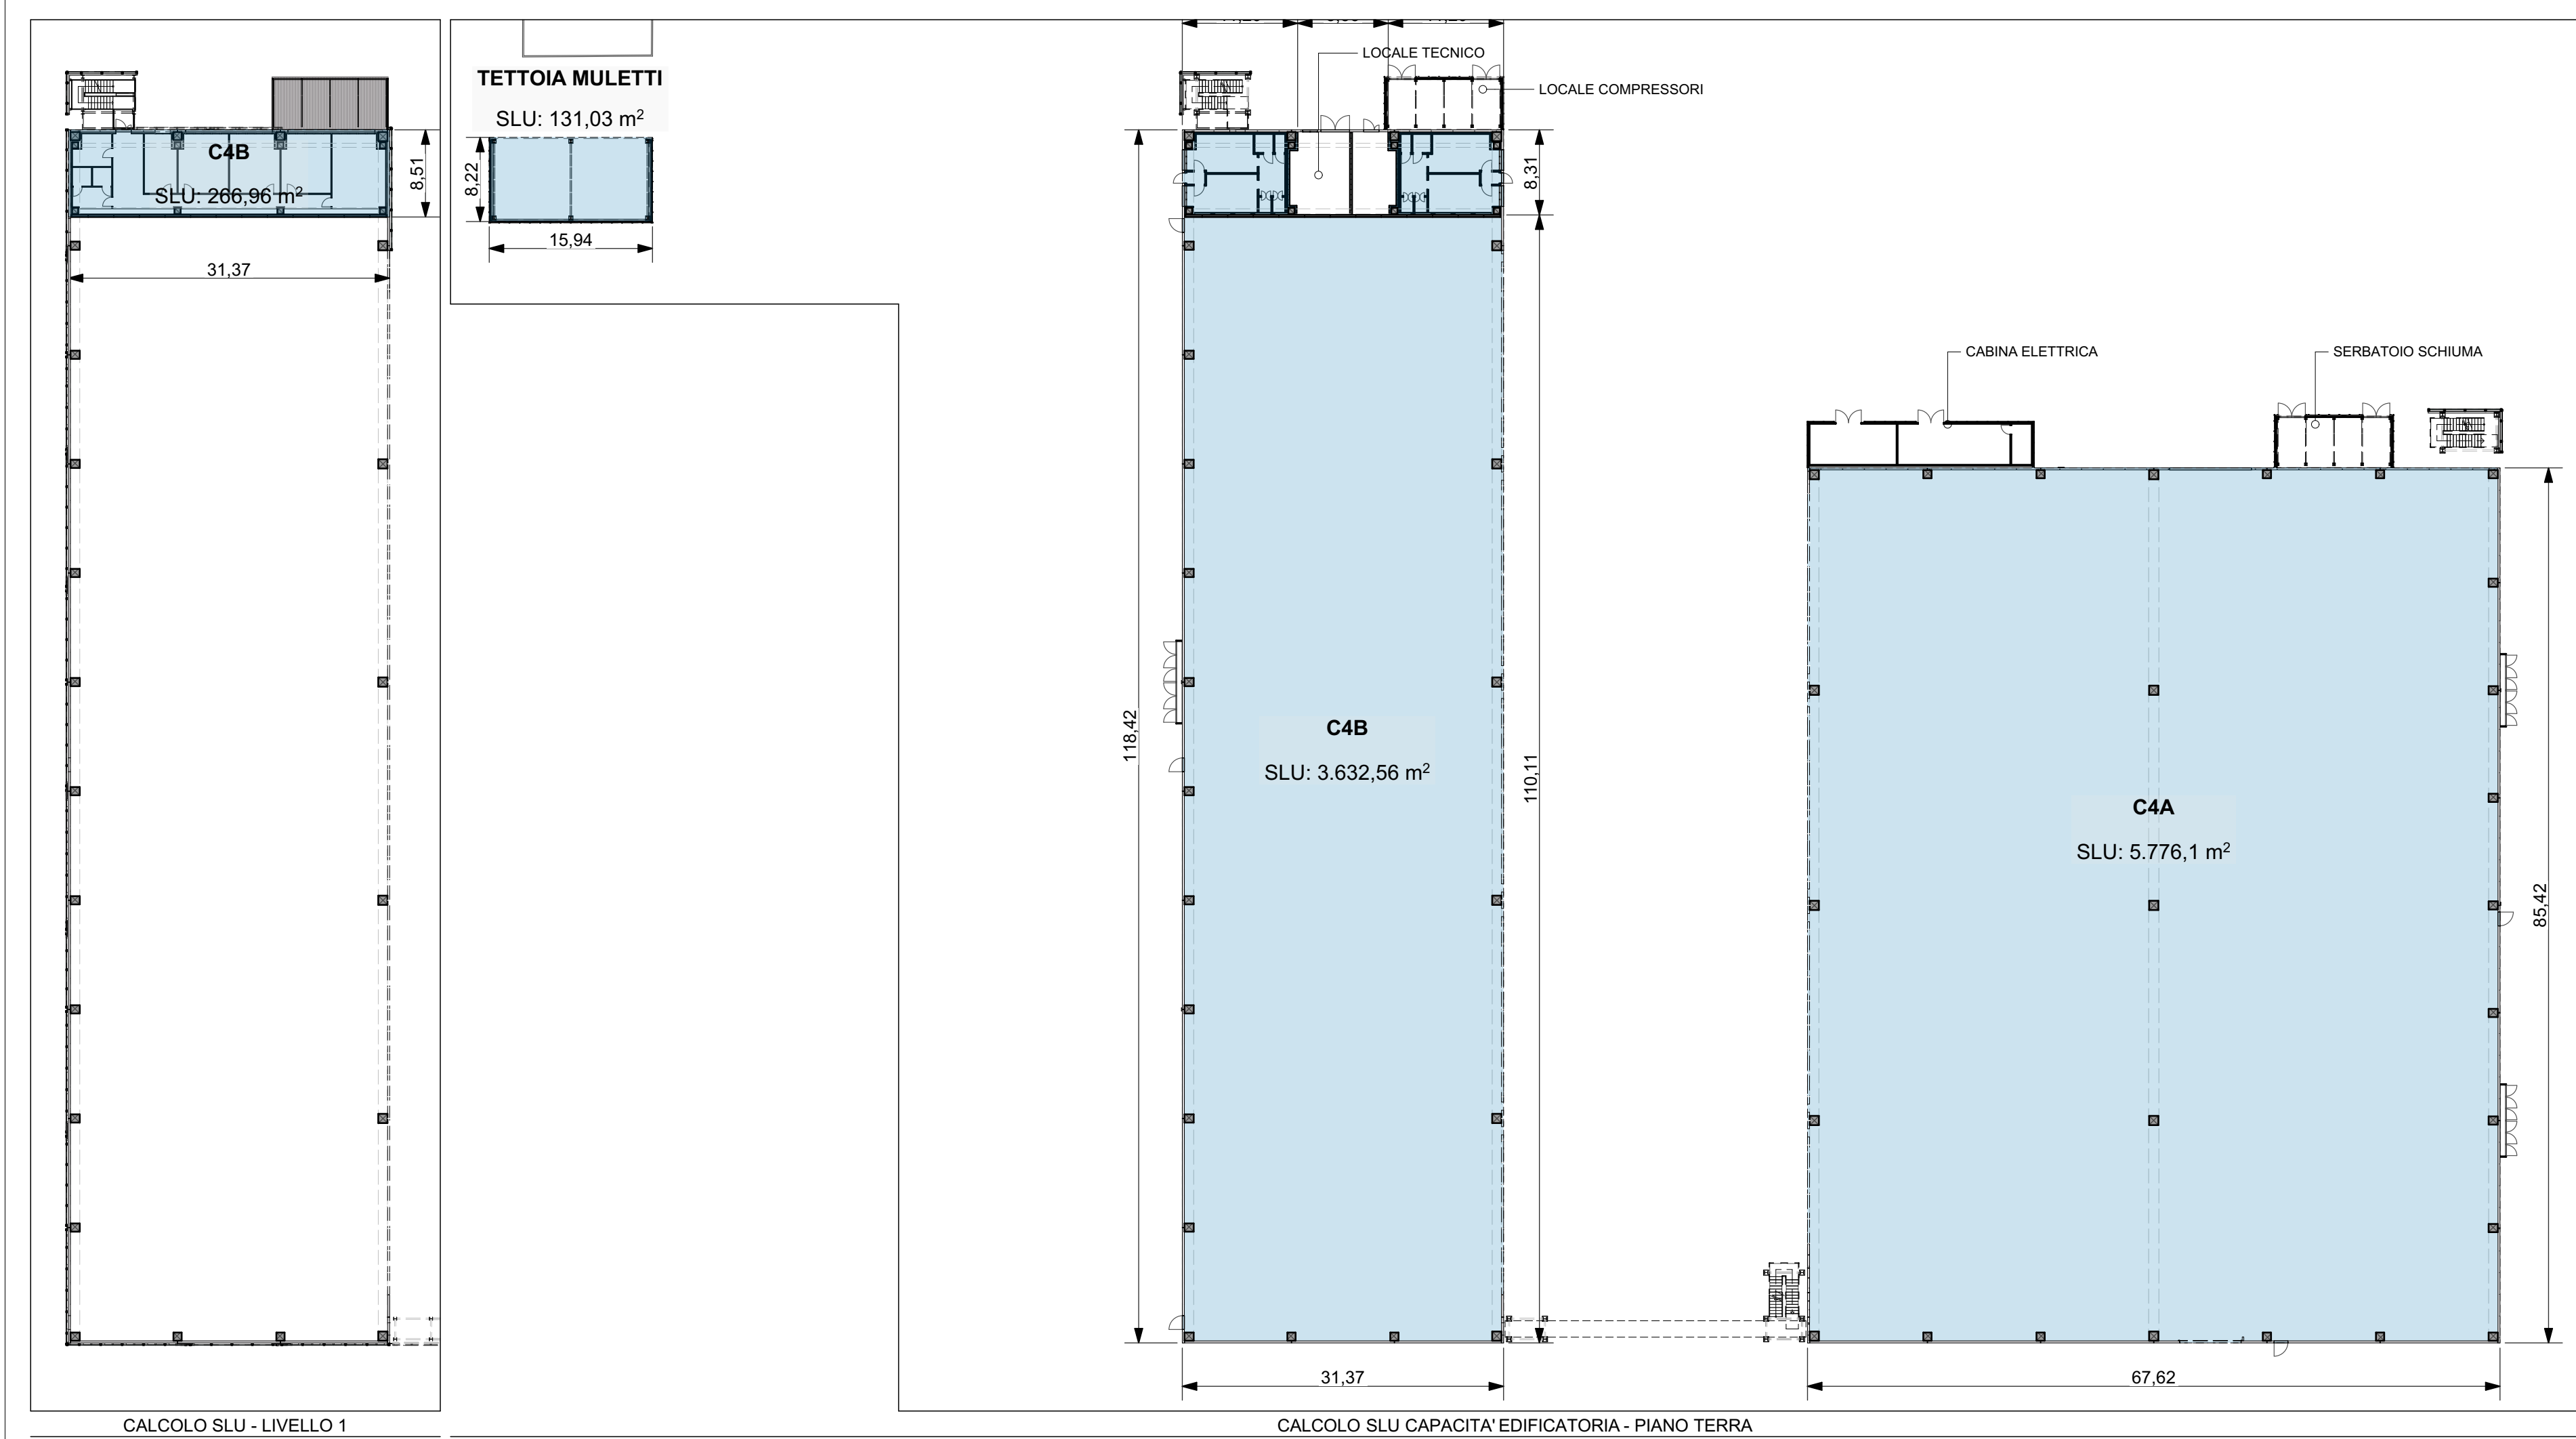 C4B
SLU: 266,96 m²
8,51
31,37
CALCOLO SLU - LIVELLO 1
TETTOIA MULETTI
SLU: 131,03 m²
8,22
15,94
LOCALE TECNICO
LOCALE COMPRESSORI
8,31
118,42
110,11
C4B
SLU: 3.632,56 m²
31,37
CABINA ELETTRICA
SERBATOIO SCHIUMA
C4A
SLU: 5.776,1 m²
85,42
67,62
CALCOLO SLU CAPACITA' EDIFICATORIA - PIANO TERRA